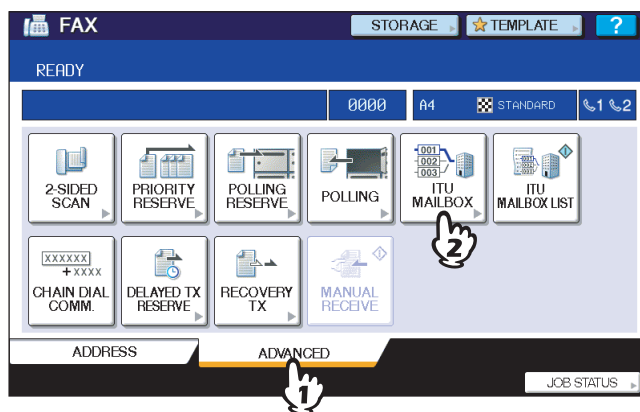 FAX
STORAGE
TEMPLATE
?
READY
0000
A4
STANDARD
1
2
2-SIDED
SCAN
PRIORITY
RESERVE
POLLING
RESERVE
POLLING
001
002
003
ITU
MAILBOX
ITU
MAILBOX LIST
2
XXXXXX
+XXXX
CHAIN DIAL
COMM.
DELAYED TX
RESERVE
RECOVERY
TX
MANUAL
RECEIVE
ADDRESS
ADVANCED
1
JOB STATUS